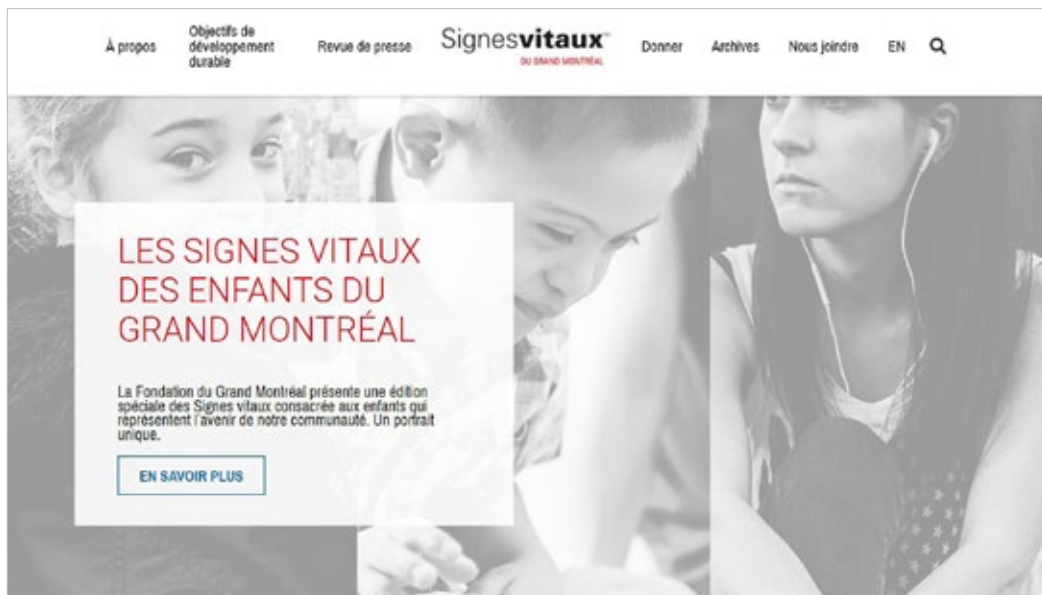 À propos
Objectifs de
développement
durable
Revue de presse
Signesvitaux
DU GRAND MONTRÉAL
Donner
Archives
Nous joindre
EN
LES SIGNES VITAUX
DES ENFANTS DU
GRAND MONTRÉAL
La Fondation du Grand Montréal présente une édition
spéciale des Signes vitaux consacrée aux enfants qui
représentent l'avenir de notre communauté. Un portrait
unique.
EN SAVOIR PLUS